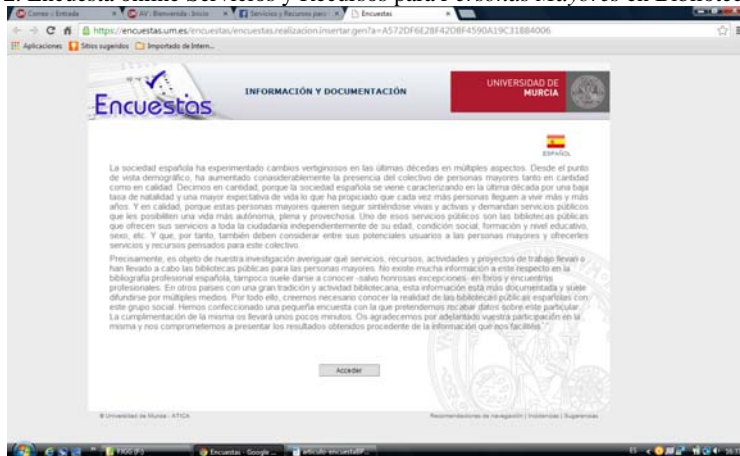 2. Encuesta online Servicios y Recursos para Personas Mayores en Bibliotec
Correo :: Entrada
AV : Bienvenida : Inicio
Servicios y Recursos para
Encuestas
https://encuestas.um.es/encuestas/encuestas.realizacion.insertar.gen?a=A572DF6E28F42DBF4590A19C31BB4006
Aplicaciones
Sitios sugeridos
Importado de Intern...
Encuestas
INFORMACIÓN Y DOCUMENTACIÓN
UNIVERSIDAD DE
MURCIA
ESPAÑOL
La sociedad española ha experimentado cambios vertiginosos en las últimas décadas en múltiples aspectos. Desde el punto
de vista demográfico, ha aumentado conasiderablemente la presencia del colectivo de personas mayores tanto en cantidad
como en calidad. Decimos en cantidad, porque la sociedad española se viene caracterizando en la última década por una baja
tasa de natalidad y una mayor expectativa de vida lo que ha propiciado que cada vez más personas lleguen a vivir más y más
años. Y en calidad, porque estas personas mayores quieren seguir sintiéndose vivas y activas y demandan servicios públicos
que les posibiliten una vida más autónoma, plena y provechosa. Uno de esos servicios públicos son las bibliotecas públicas
que ofrecen sus servicios a toda la ciudadanía independientemente de su edad, condición social, formación y nivel educativo,
sexo, etc. Y que, por tanto, también deben considerar entre sus potenciales usuarios a las personas mayores y ofrecerles
servicios y recursos pensados para este colectivo.
Precisamente, es objeto de nuestra investigación averiguar qué servicios, recursos, actividades y proyectos de trabajo llevan o
han llevado a cabo las bibliotecas públicas para las personas mayores. No existe mucha información a este respecto en la
bibliografía profesional española, tampoco suele darse a conocer -salvo honrosas excepciones- en foros y encuentros
profesionales. En otros países con una gran tradición y actividad bibliotecaria, esta información está más documentada y suele
difundirse por múltiples medios. Por todo ello, creemos necesario conocer la realidad de las bibliotecas públicas españolas con
este grupo social. Hemos confeccionado una pequeña encuesta con la que pretendemos recabar datos sobre este particular.
La cumplimentación de la misma os llevará unos pocos minutos. Os agradecemos por adelantado vuestra participación en la
misma y nos comprometemos a presentar los resultados obtenidos procedente de la información que nos facilitéis.
Acceder
© Universidad de Murcia - ATICA
Recomendaciones de navegación | Incidencias | Sugerencias
Encuestas - Google ...
articulo-encuestaBP...
ES